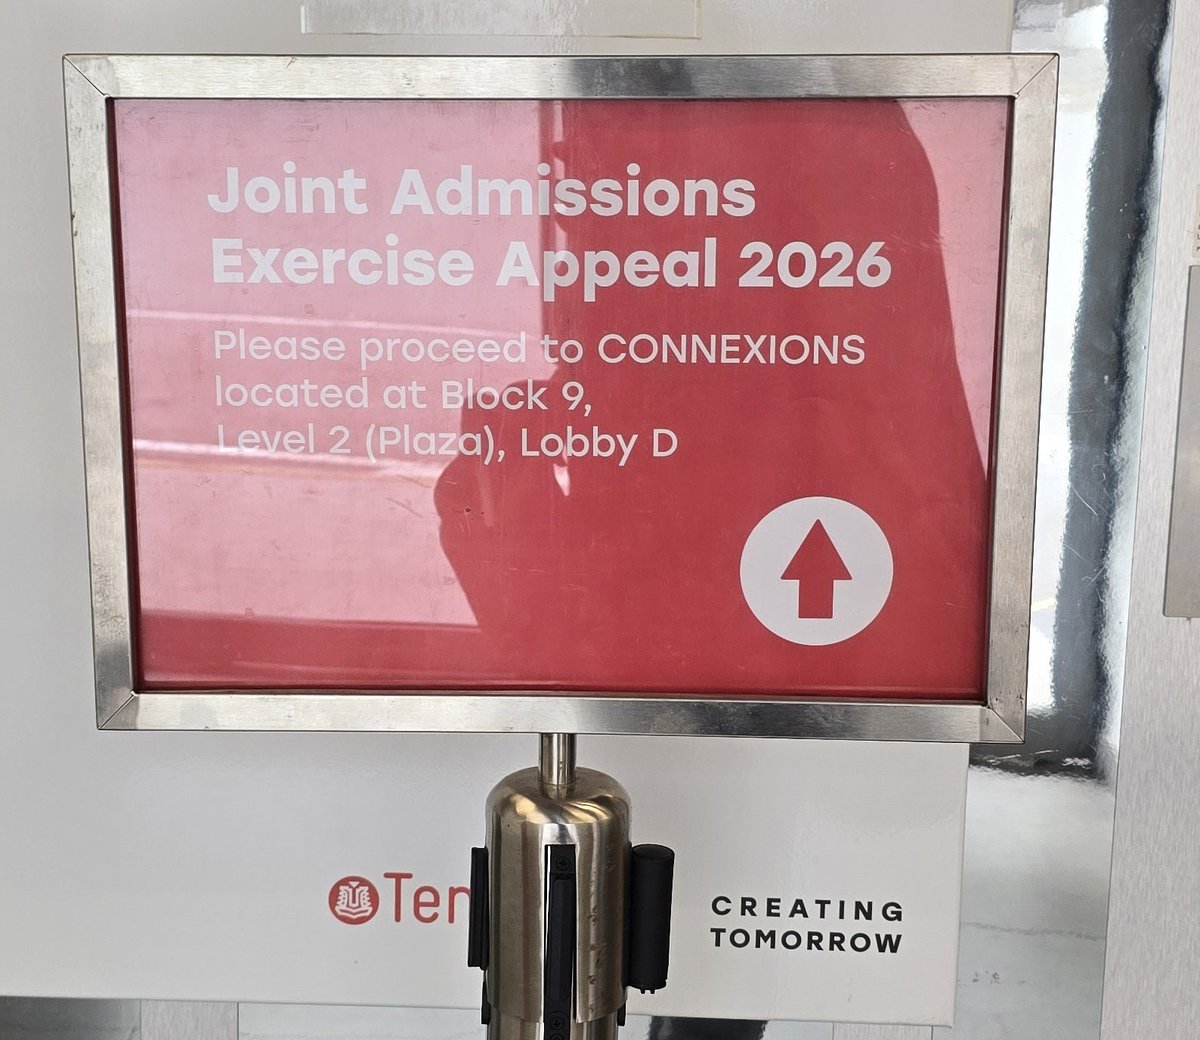 Joint Admissions
Exercise Appeal 2026
Please proceed to CONNEXIONS
located at Block 9,
Level 2 (Plaza), Lobby D
CREATING
TOMORROW